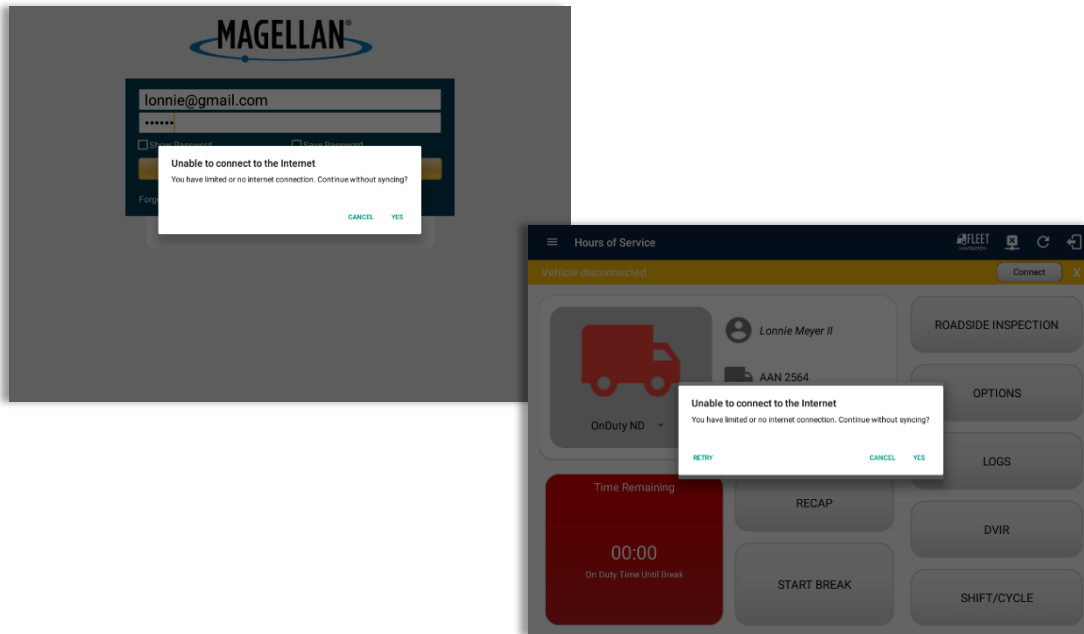 MAGELLAN®
lonnie@gmail.com
••••••
Show Password Save Password
Unable to connect to the Internet
You have limited or no internet connection. Continue without syncing?
CANCEL YES
Hours of Service
FLEET
NAVIGATION
Vehicle disconnected
Connect X
Lonnie Meyer II
AAN 2564
OnDuty ND
ROADSIDE INSPECTION
OPTIONS
Unable to connect to the Internet
You have limited or no internet connection. Continue without syncing?
RETRY CANCEL YES
LOGS
Time Remaining
00:00
On Duty Time Until Break
RECAP
DVIR
START BREAK
SHIFT/CYCLE